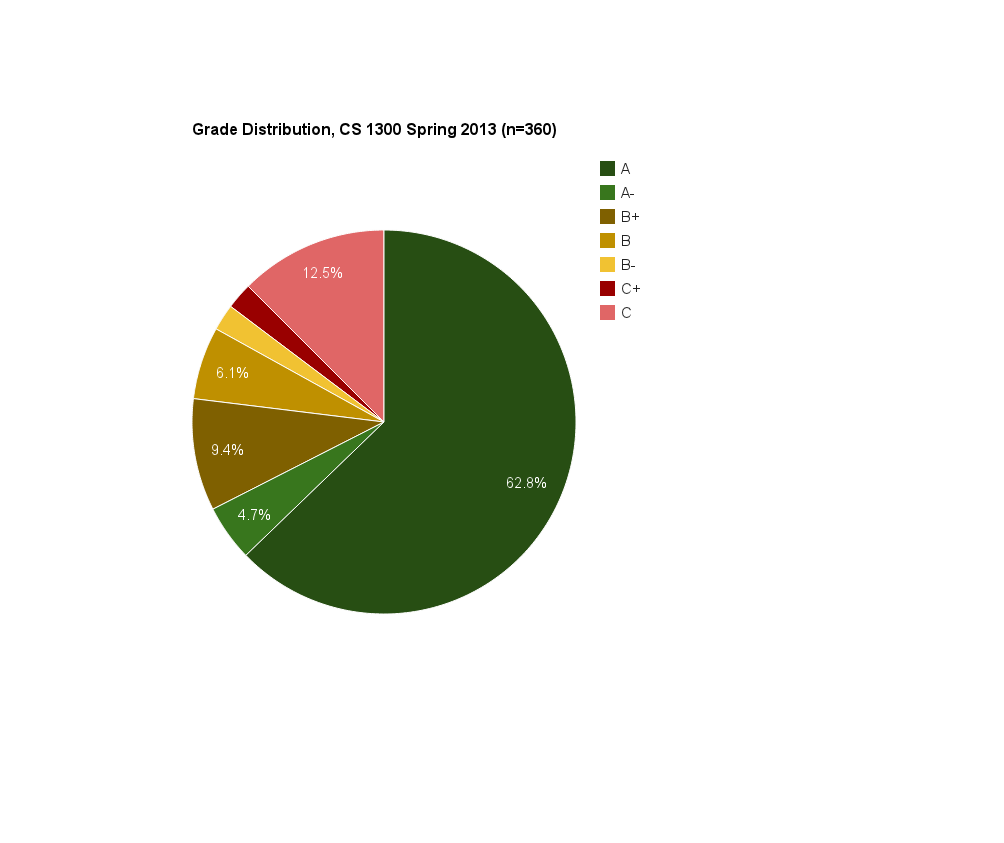 Grade Distribution, CS 1300 Spring 2013 (n=360)
A
A-
B+
B
B-
C+
C
12.5%
6.1%
9.4%
62.8%
4.7%